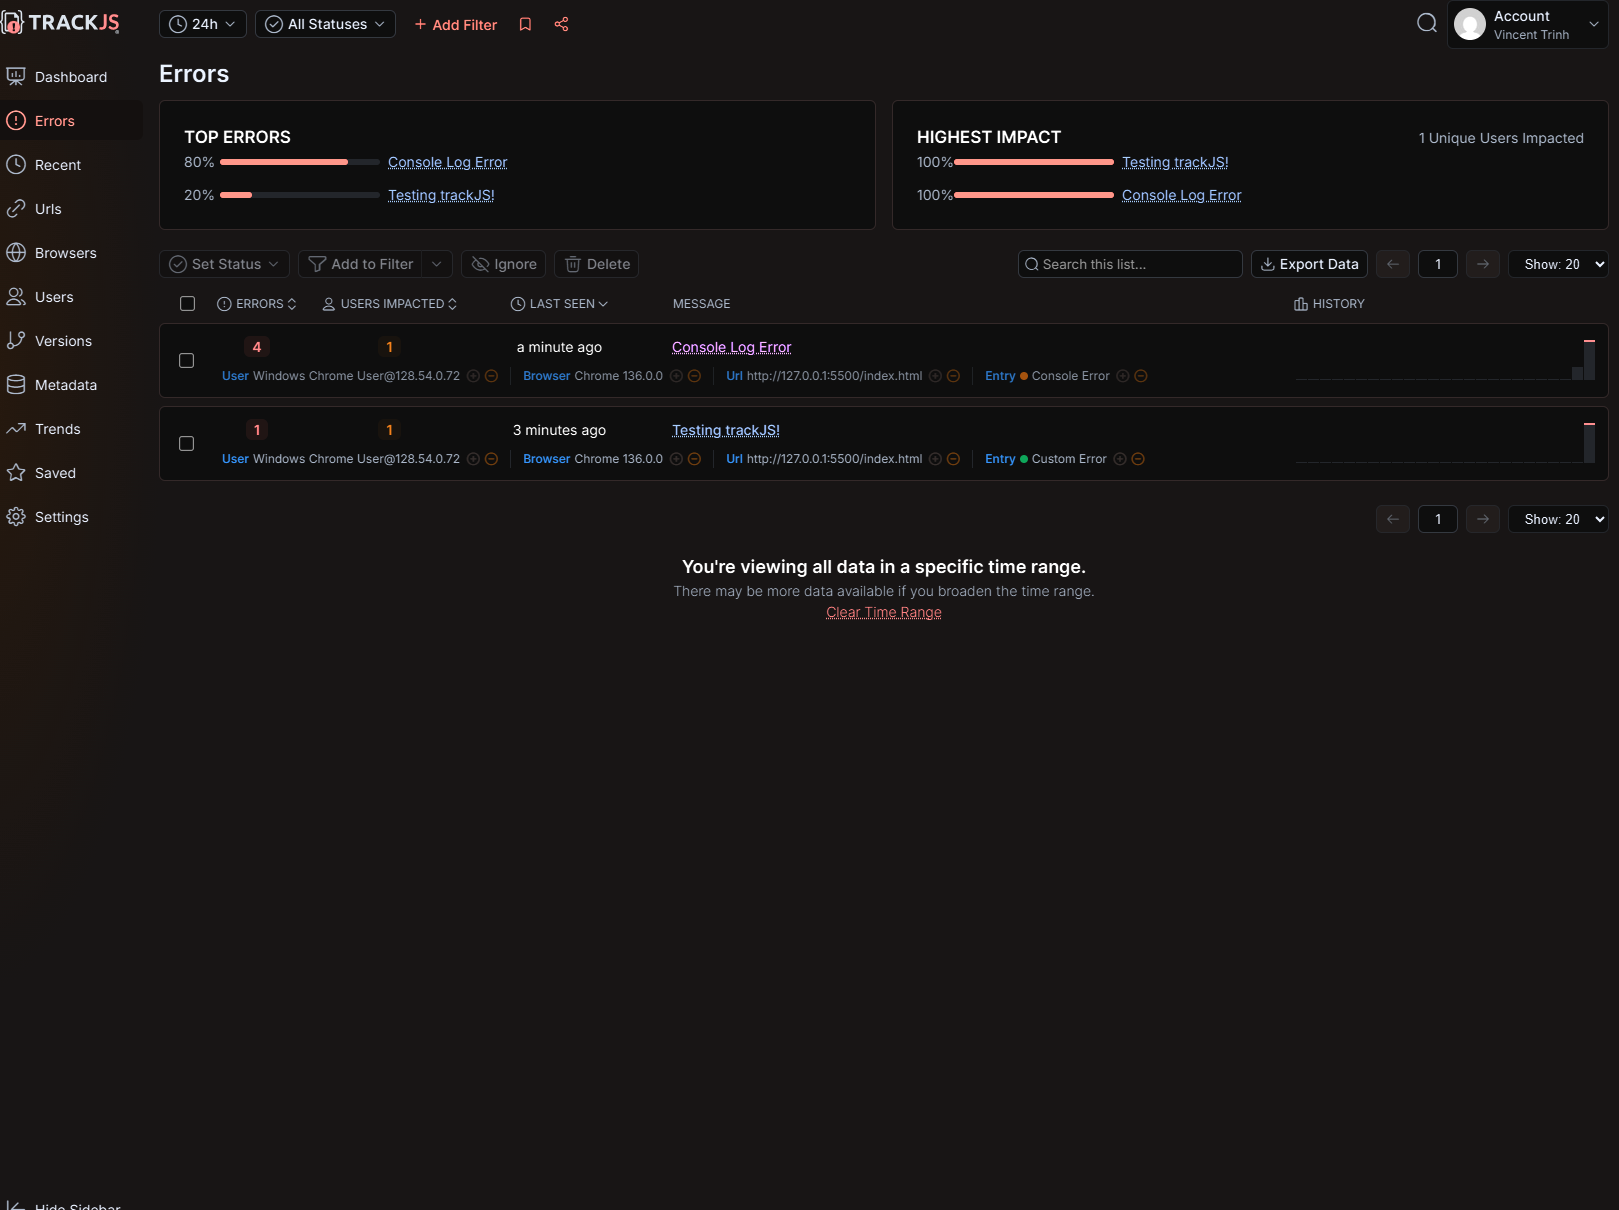 TRACKJS
24h
All Statuses
+ Add Filter
Account
Vincent Trinh
Dashboard
Errors
Recent
Urls
Browsers
Users
Versions
Metadata
Trends
Saved
Settings
Hide Sidebar
Errors
TOP ERRORS
80% Console Log Error
20% Testing trackJS!
HIGHEST IMPACT
1 Unique Users Impacted
100% Testing trackJS!
100% Console Log Error
Set Status
Add to Filter
Ignore
Delete
Search this list...
Export Data
1
Show: 20
ERRORS USERS IMPACTED LAST SEEN MESSAGE HISTORY
4 1 a minute ago Console Log Error
User Windows Chrome User@128.54.0.72 Browser Chrome 136.0.0 Url http://127.0.0.1:5500/index.html Entry Console Error
1 1 3 minutes ago Testing trackJS!
User Windows Chrome User@128.54.0.72 Browser Chrome 136.0.0 Url http://127.0.0.1:5500/index.html Entry Custom Error
1
Show: 20
You're viewing all data in a specific time range.
There may be more data available if you broaden the time range.
Clear Time Range